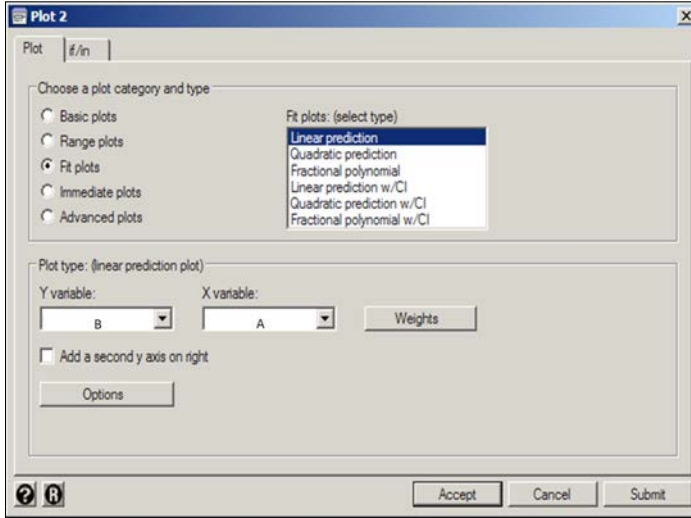 Plot 2
Plot
if/in
Choose a plot category and type
Basic plots
Range plots
Fit plots
Immediate plots
Advanced plots
Fit plots: (select type)
Linear prediction
Quadratic prediction
Fractional polynomial
Linear prediction w/CI
Quadratic prediction w/CI
Fractional polynomial w/CI
Plot type: (linear prediction plot)
Y variable:
X variable:
B
A
Weights
Add a second y axis on right
Options
? R
Accept
Cancel
Submit